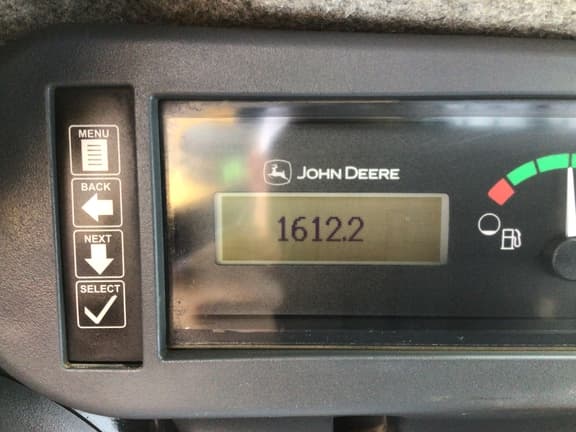 MENU
BACK
NEXT
SELECT
JOHN DEERE
1612.2